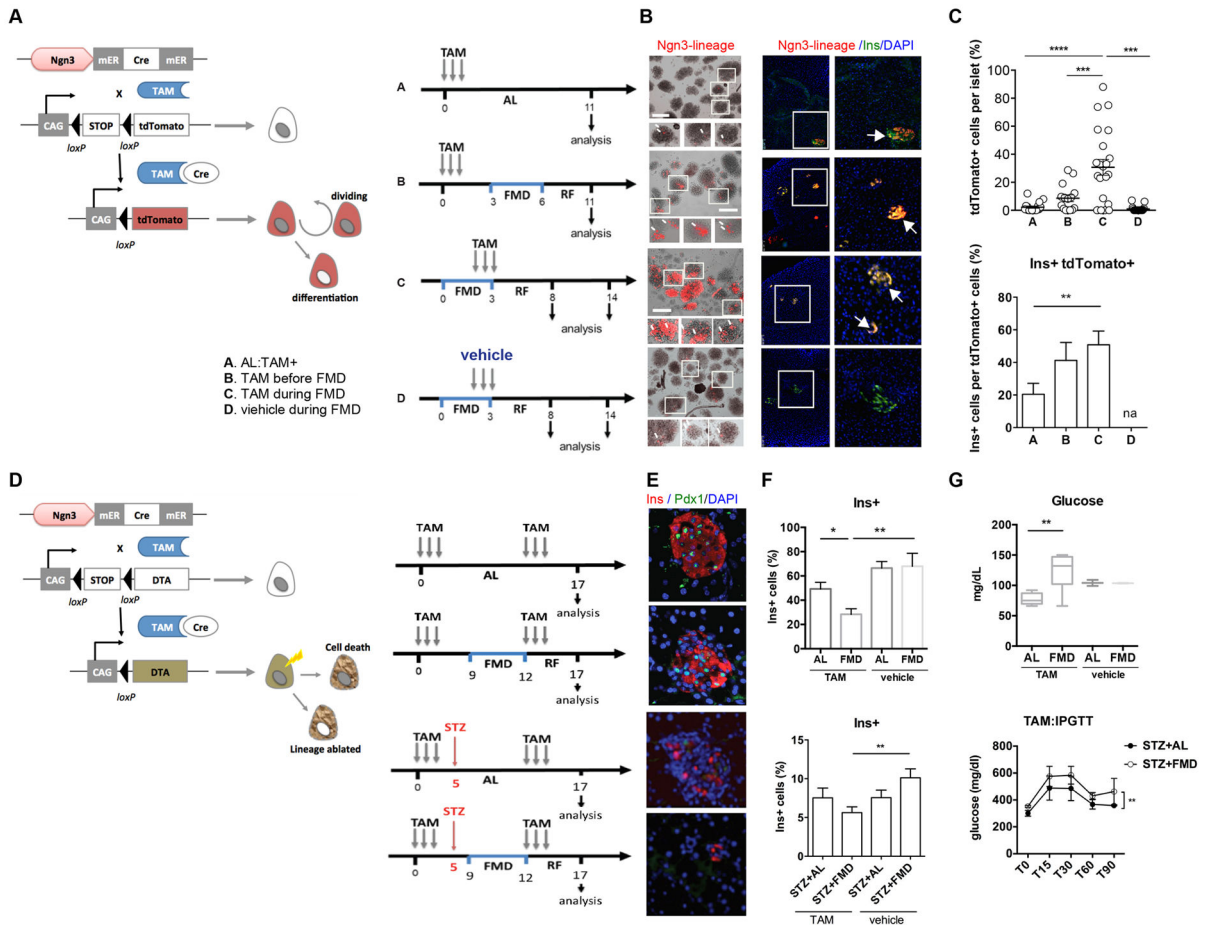 A
Ngn3 mER Cre mER
x TAM
CAG STOP tdTomato
loxP loxP
TAM Cre
CAG tdTomato
loxP
dividing
differentiation
A. AL:TAM+
B. TAM before FMD
C. TAM during FMD
D. viehicle during FMD
TAM
A
0 AL 11
analysis
TAM
B
FMD RF
0 3 6 11
analysis
TAM
C
FMD RF
0 3 8 14
analysis
vehicle
D
FMD RF
0 3 8 14
analysis
B
Ngn3-lineage
Ngn3-lineage /Ins/DAPI
C
tdTomato+ cells per islet (%)
**** ***
***
100
80
60
40
20
0
A B C D
Ins+ tdTomato+
Ins+ cells per tdTomato+ cells (%)
**
80
60
40
20
0
na
A B C D
D
Ngn3 mER Cre mER
x TAM
CAG STOP DTA
loxP loxP
TAM Cre
CAG DTA
loxP
Cell death
Lineage ablated
TAM TAM
0 AL 17
analysis
TAM TAM
FMD RF
0 9 12 17
analysis
STZ
TAM TAM
AL
0 5 17
analysis
STZ
TAM TAM
FMD RF
0 5 9 12 17
analysis
E
Ins / Pdx1/DAPI
F
Ins+
Ins+ cells (%)
* **
100
80
60
40
20
0
AL FMD AL FMD
TAM vehicle
Ins+
Ins+ cells (%)
**
15
10
5
0
STZ+AL STZ+FMD STZ+AL STZ+FMD
TAM vehicle
G
Glucose
mg/dL
**
200
150
100
50
0
AL FMD AL FMD
TAM vehicle
TAM:IPGTT
glucose (mg/dl)
800
600
400
200
0
STZ+AL
STZ+FMD
**
T0 T15 T30 T60 T90